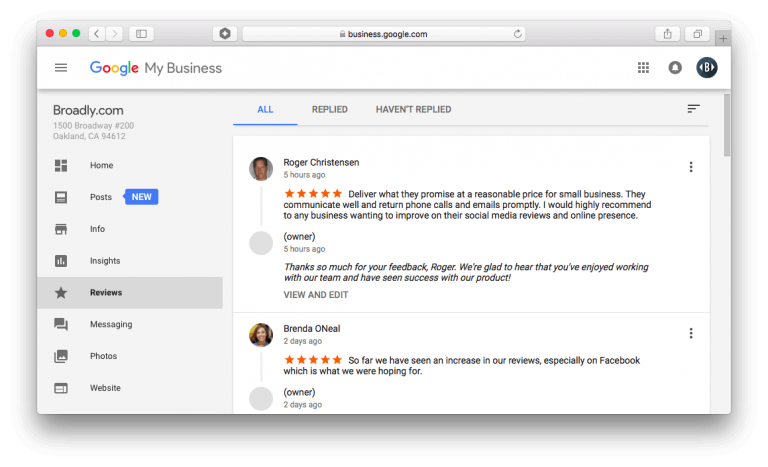 business.google.com
Google My Business
B
Broadly.com
1500 Broadway #200
Oakland, CA 94612
Home
Posts NEW
Info
Insights
Reviews
Messaging
Photos
Website
ALL REPLIED HAVEN'T REPLIED
Roger Christensen
5 hours ago
Deliver what they promise at a reasonable price for small business. They
communicate well and return phone calls and emails promptly. I would highly recommend
to any business wanting to improve on their social media reviews and online presence.
(owner)
5 hours ago
Thanks so much for your feedback, Roger. We're glad to hear that you've enjoyed working
with our team and have seen success with our product!
VIEW AND EDIT
Brenda ONeal
2 days ago
So far we have seen an increase in our reviews, especially on Facebook
which is what we were hoping for.
(owner)
2 days ago